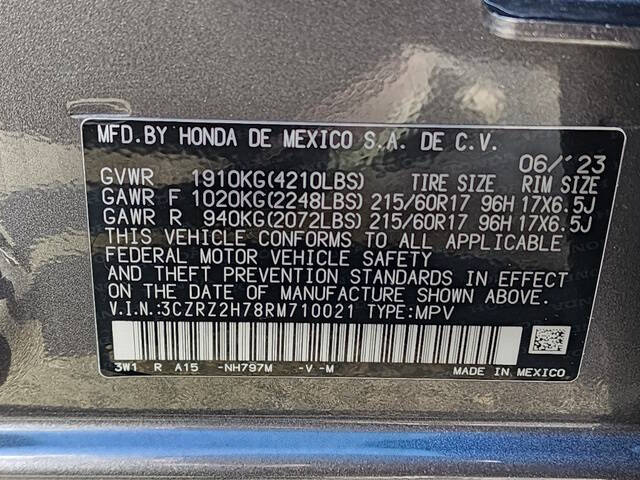 MFD.BY HONDA DE MEXICO S.A. DE C.V.
06/'23
GVWR 1910KG(4210LBS) TIRE SIZE RIM SIZE
GAWR F 1020KG(2248LBS) 215/60R17 96H 17X6.5J
GAWR R 940KG(2072LBS) 215/60R17 96H 17X6.5J
THIS VEHICLE CONFORMS TO ALL APPLICABLE
FEDERAL MOTOR VEHICLE SAFETY
AND THEFT PREVENTION STANDARDS IN EFFECT
ON THE DATE OF MANUFACTURE SHOWN ABOVE.
V.I.N.:3CZRZ2H78RM710021 TYPE:MPV
3W1 R A15 -NH797M -V -M MADE IN MEXICO